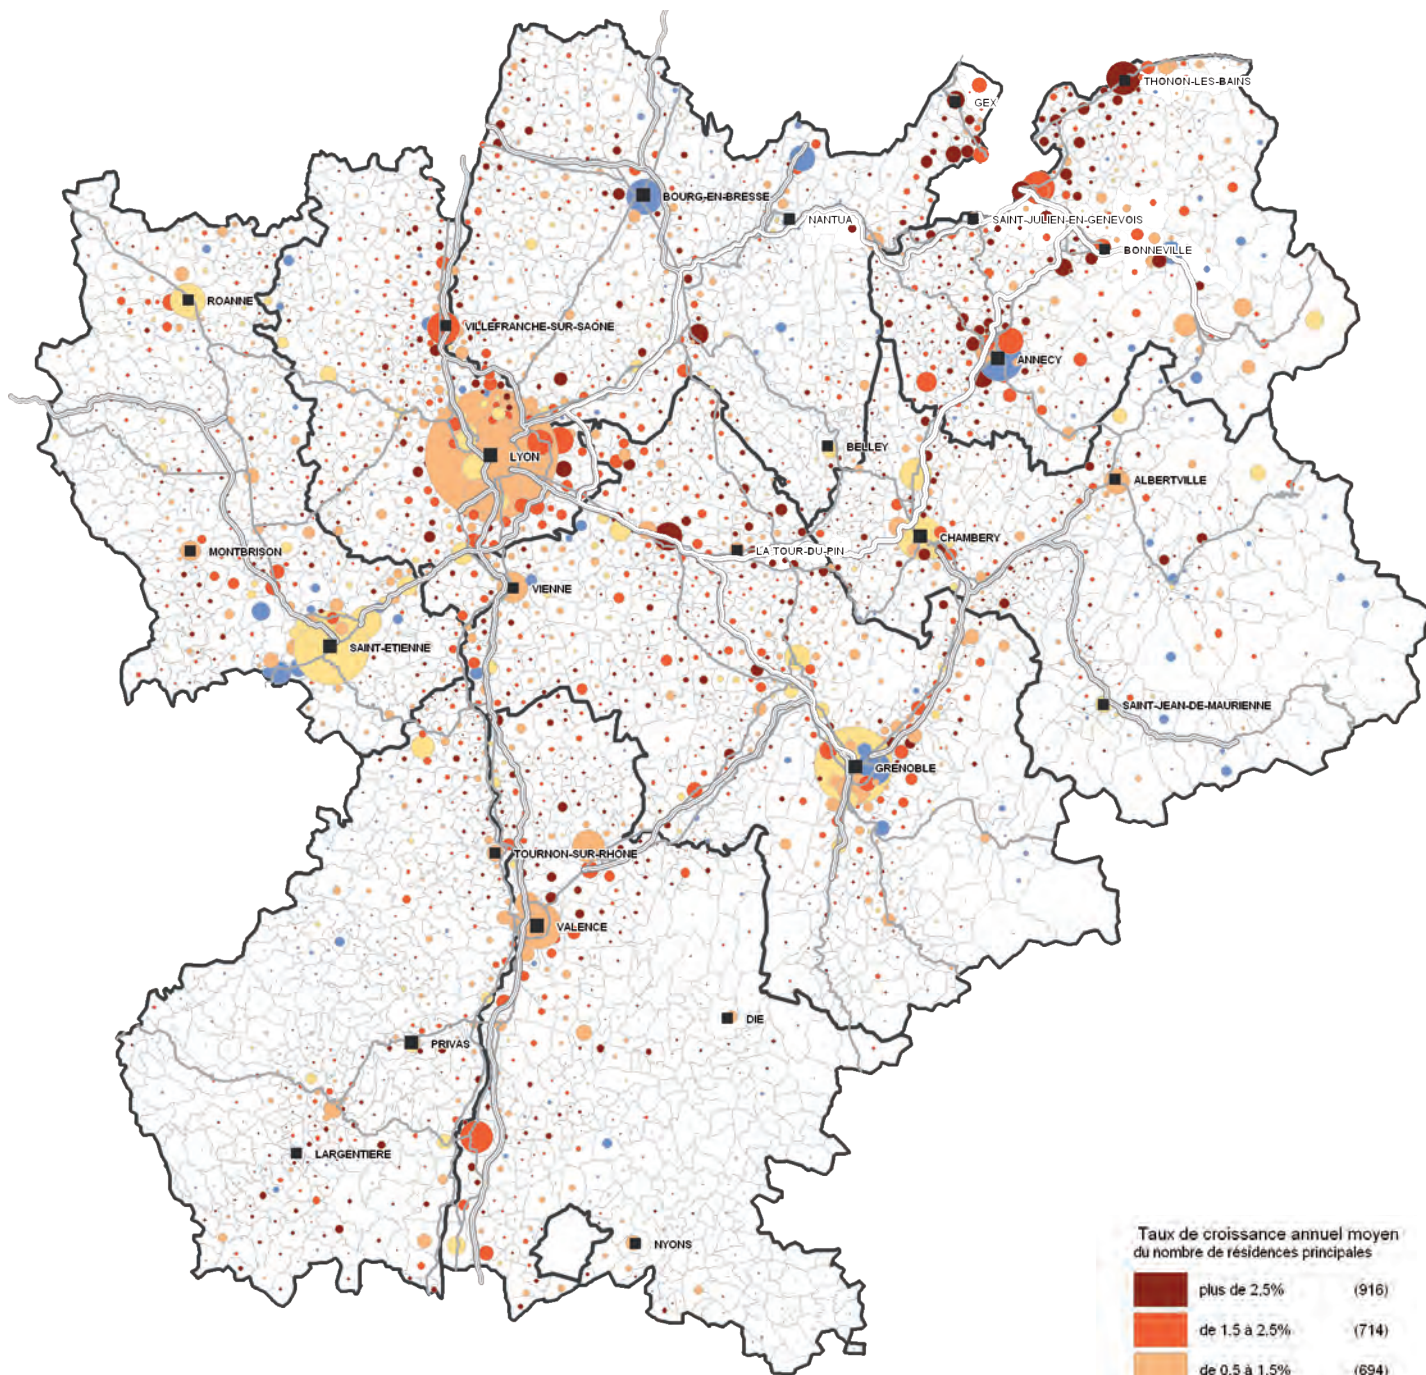 THONON-LES-BAINS
GEX
BOURG-EN-BRESSE
NANTUA
SAINT-JULIEN-EN-GENEVOIS
BONNEVILLE
ROANNE
VILLEFRANCHE-SUR-SAONE
ANNECY
LYON
BELLEY
ALBERTVILLE
MONTBRISON
LA TOUR-DU-PIN
CHAMBERY
VIENNE
SAINT-ETIENNE
SAINT-JEAN-DE-MAURIENNE
GRENOBLE
TOURNON-SUR-RHÔNE
VALENCE
DIE
PRIVAS
LARGENTIERE
NYONS
Taux de croissance annuel moyen
du nombre de résidences principales
plus de 2,5% (916)
de 1.5 à 2.5% (714)
de 0.5 à 1.5% (694)